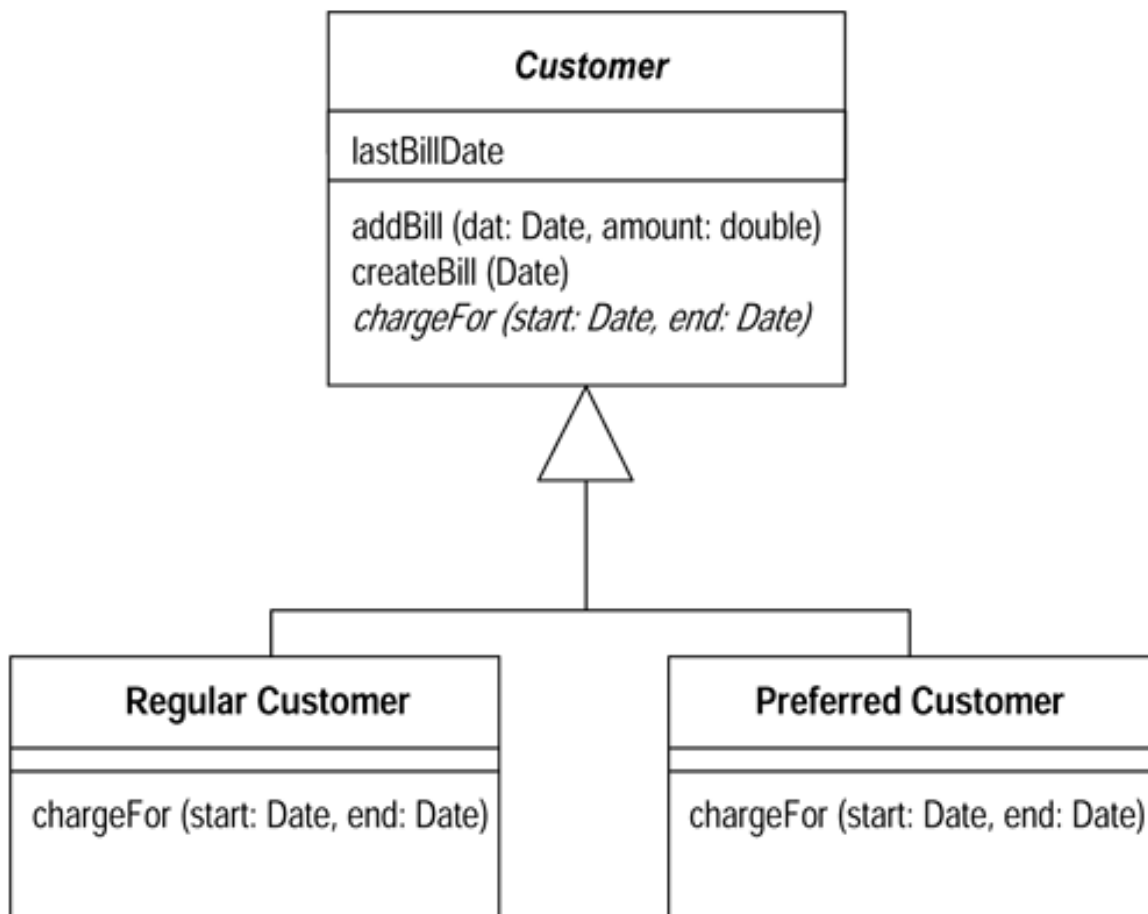 Customer
lastBillDate
addBill (dat: Date, amount: double)
createBill (Date)
chargeFor (start: Date, end: Date)
Regular Customer
chargeFor (start: Date, end: Date)
Preferred Customer
chargeFor (start: Date, end: Date)